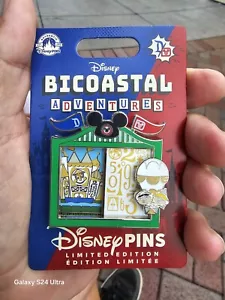 Disney
BICOASTAL
ADVENTURES
D
Disney PINS
LIMITED EDITION
ÉDITION LIMITÉE
Galaxy S24 Ultra